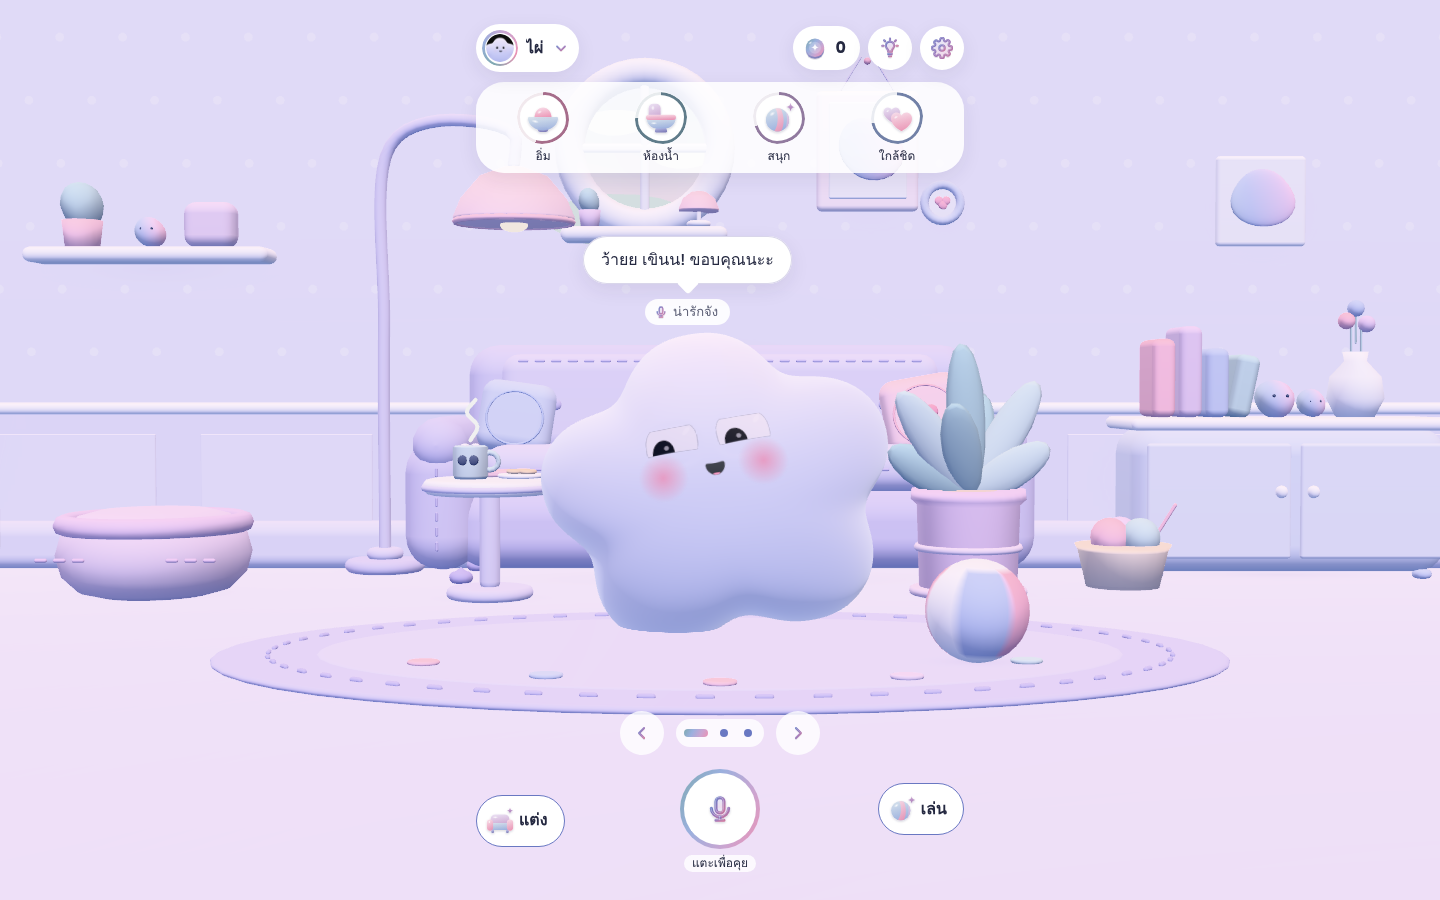 ไผ่
0
อิ่ม
ห้องน้ำ
สนุก
ใกล้ชิด
ว้ายย เขินน! ขอบคุณนะะ
น่ารักจัง
แต่ง
เล่น
แตะเพื่อคุย